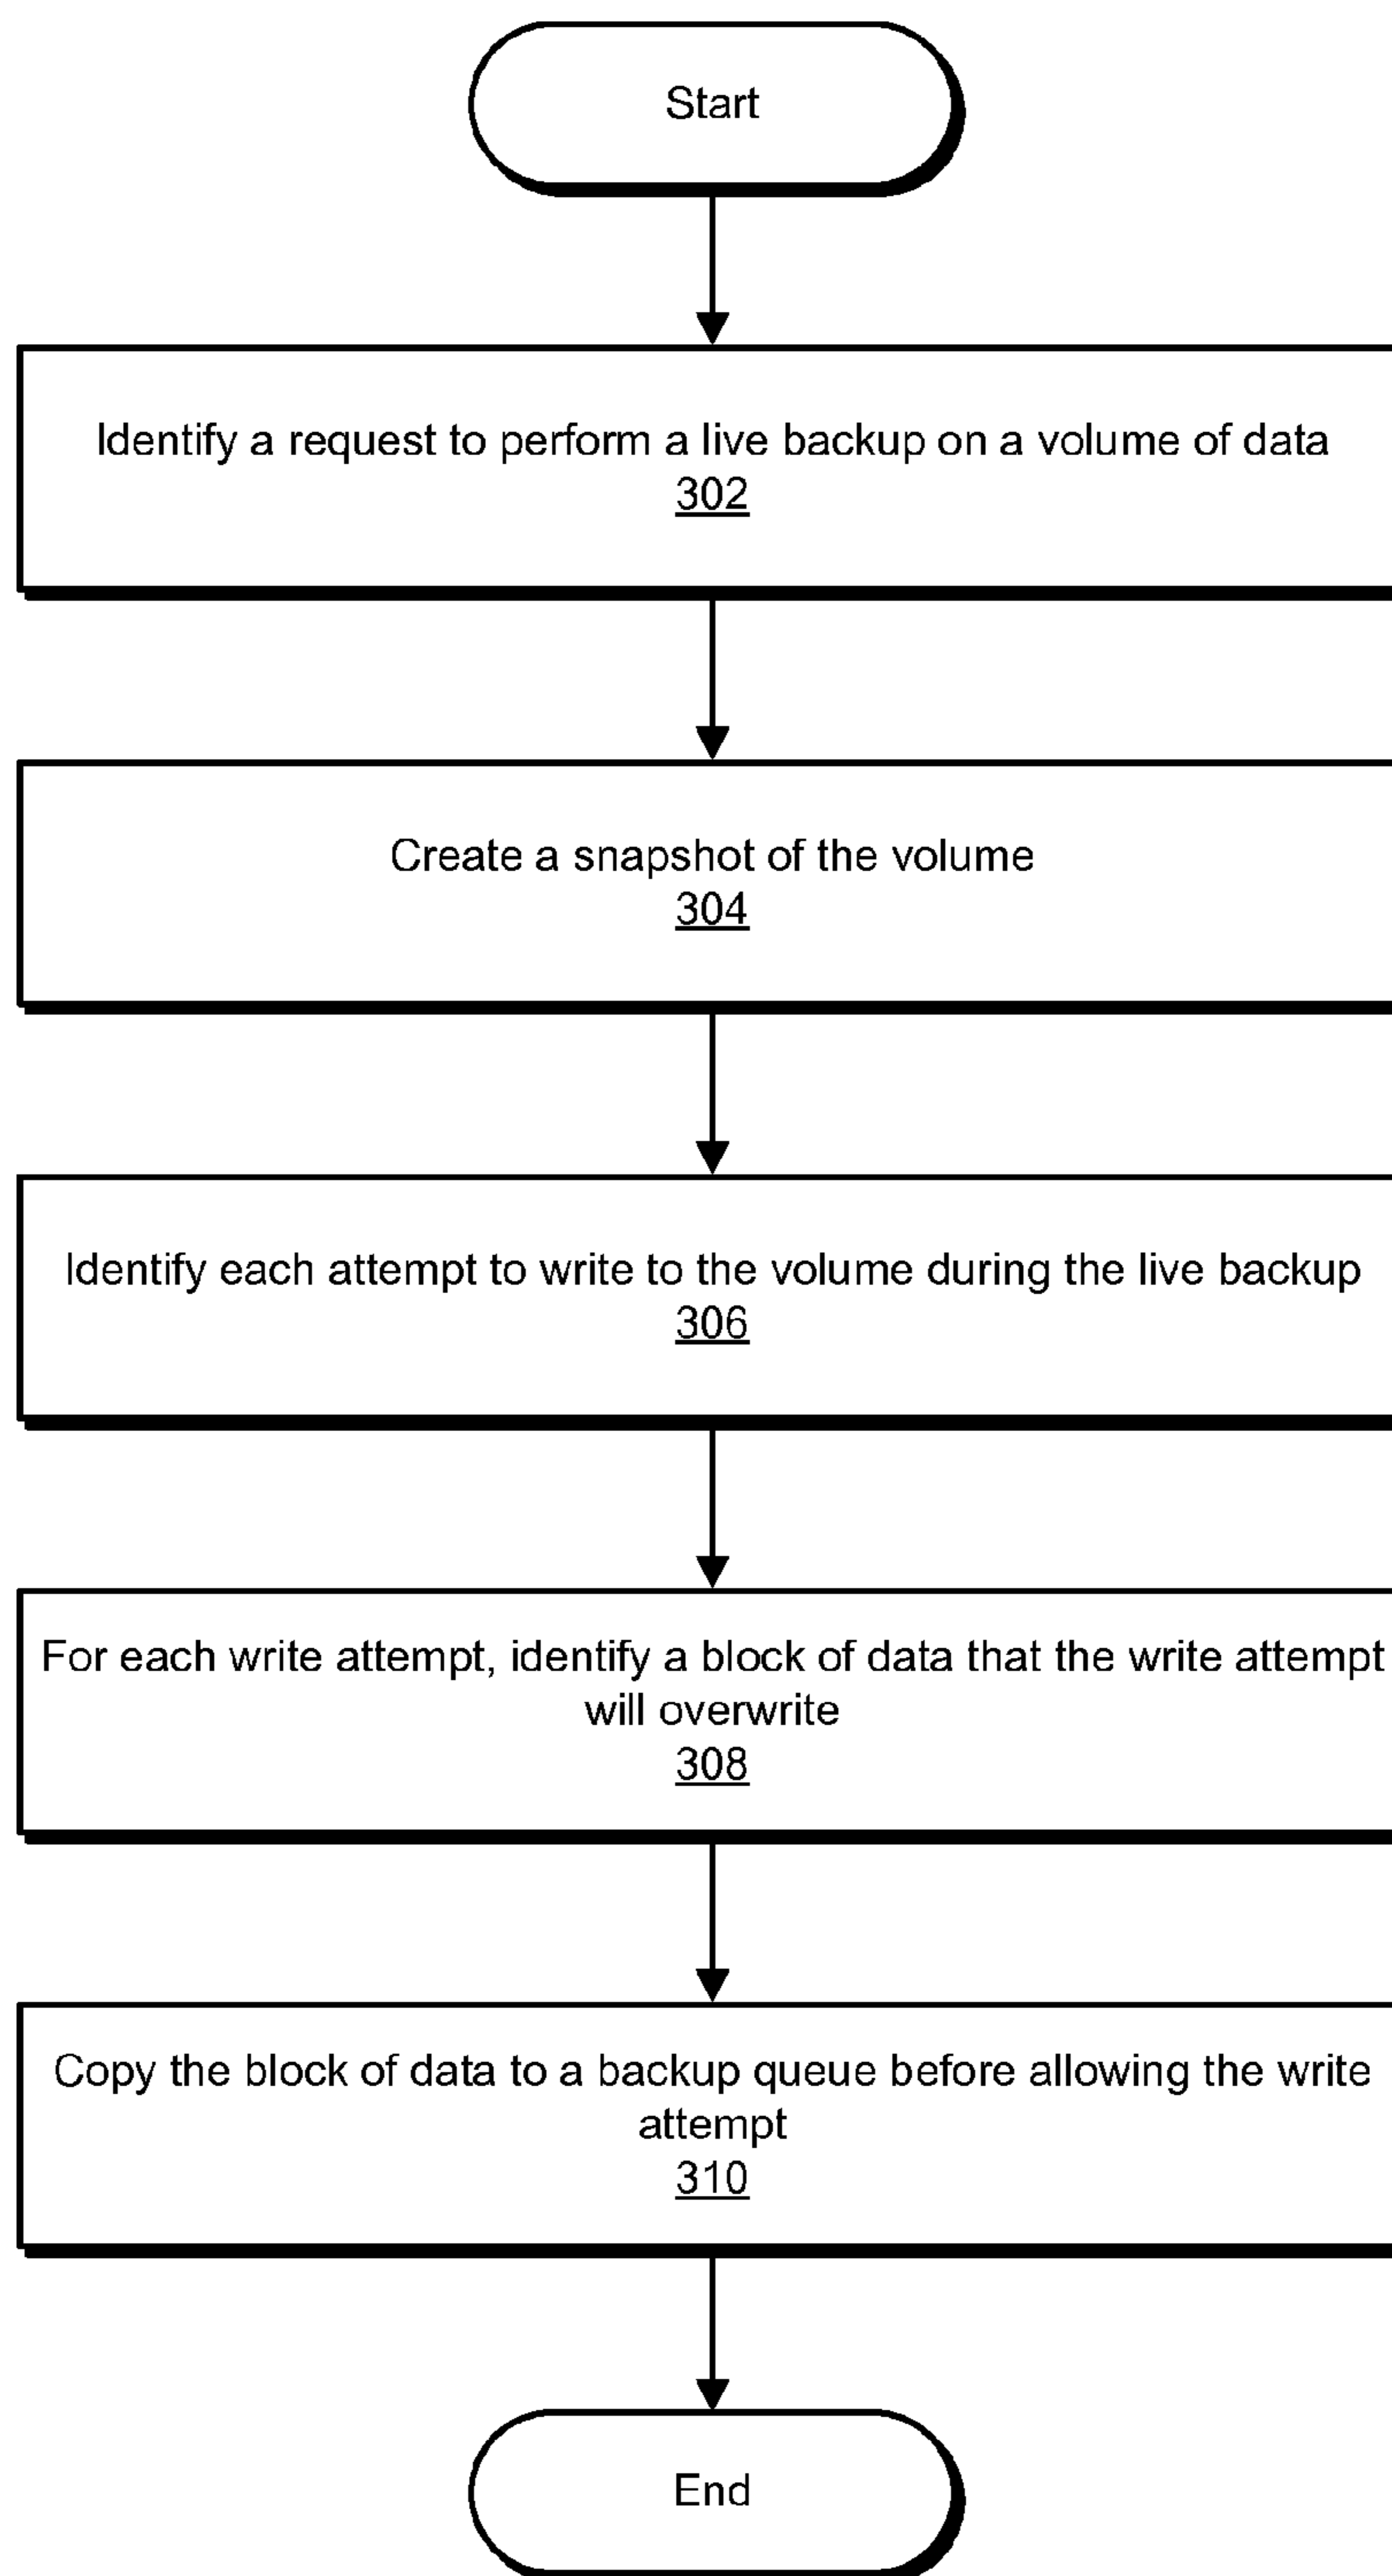 Start
Identify a request to perform a live backup on a volume of data
302
Create a snapshot of the volume
304
Identify each attempt to write to the volume during the live backup
306
For each write attempt, identify a block of data that the write attempt
will overwrite
308
Copy the block of data to a backup queue before allowing the write
attempt
310
End